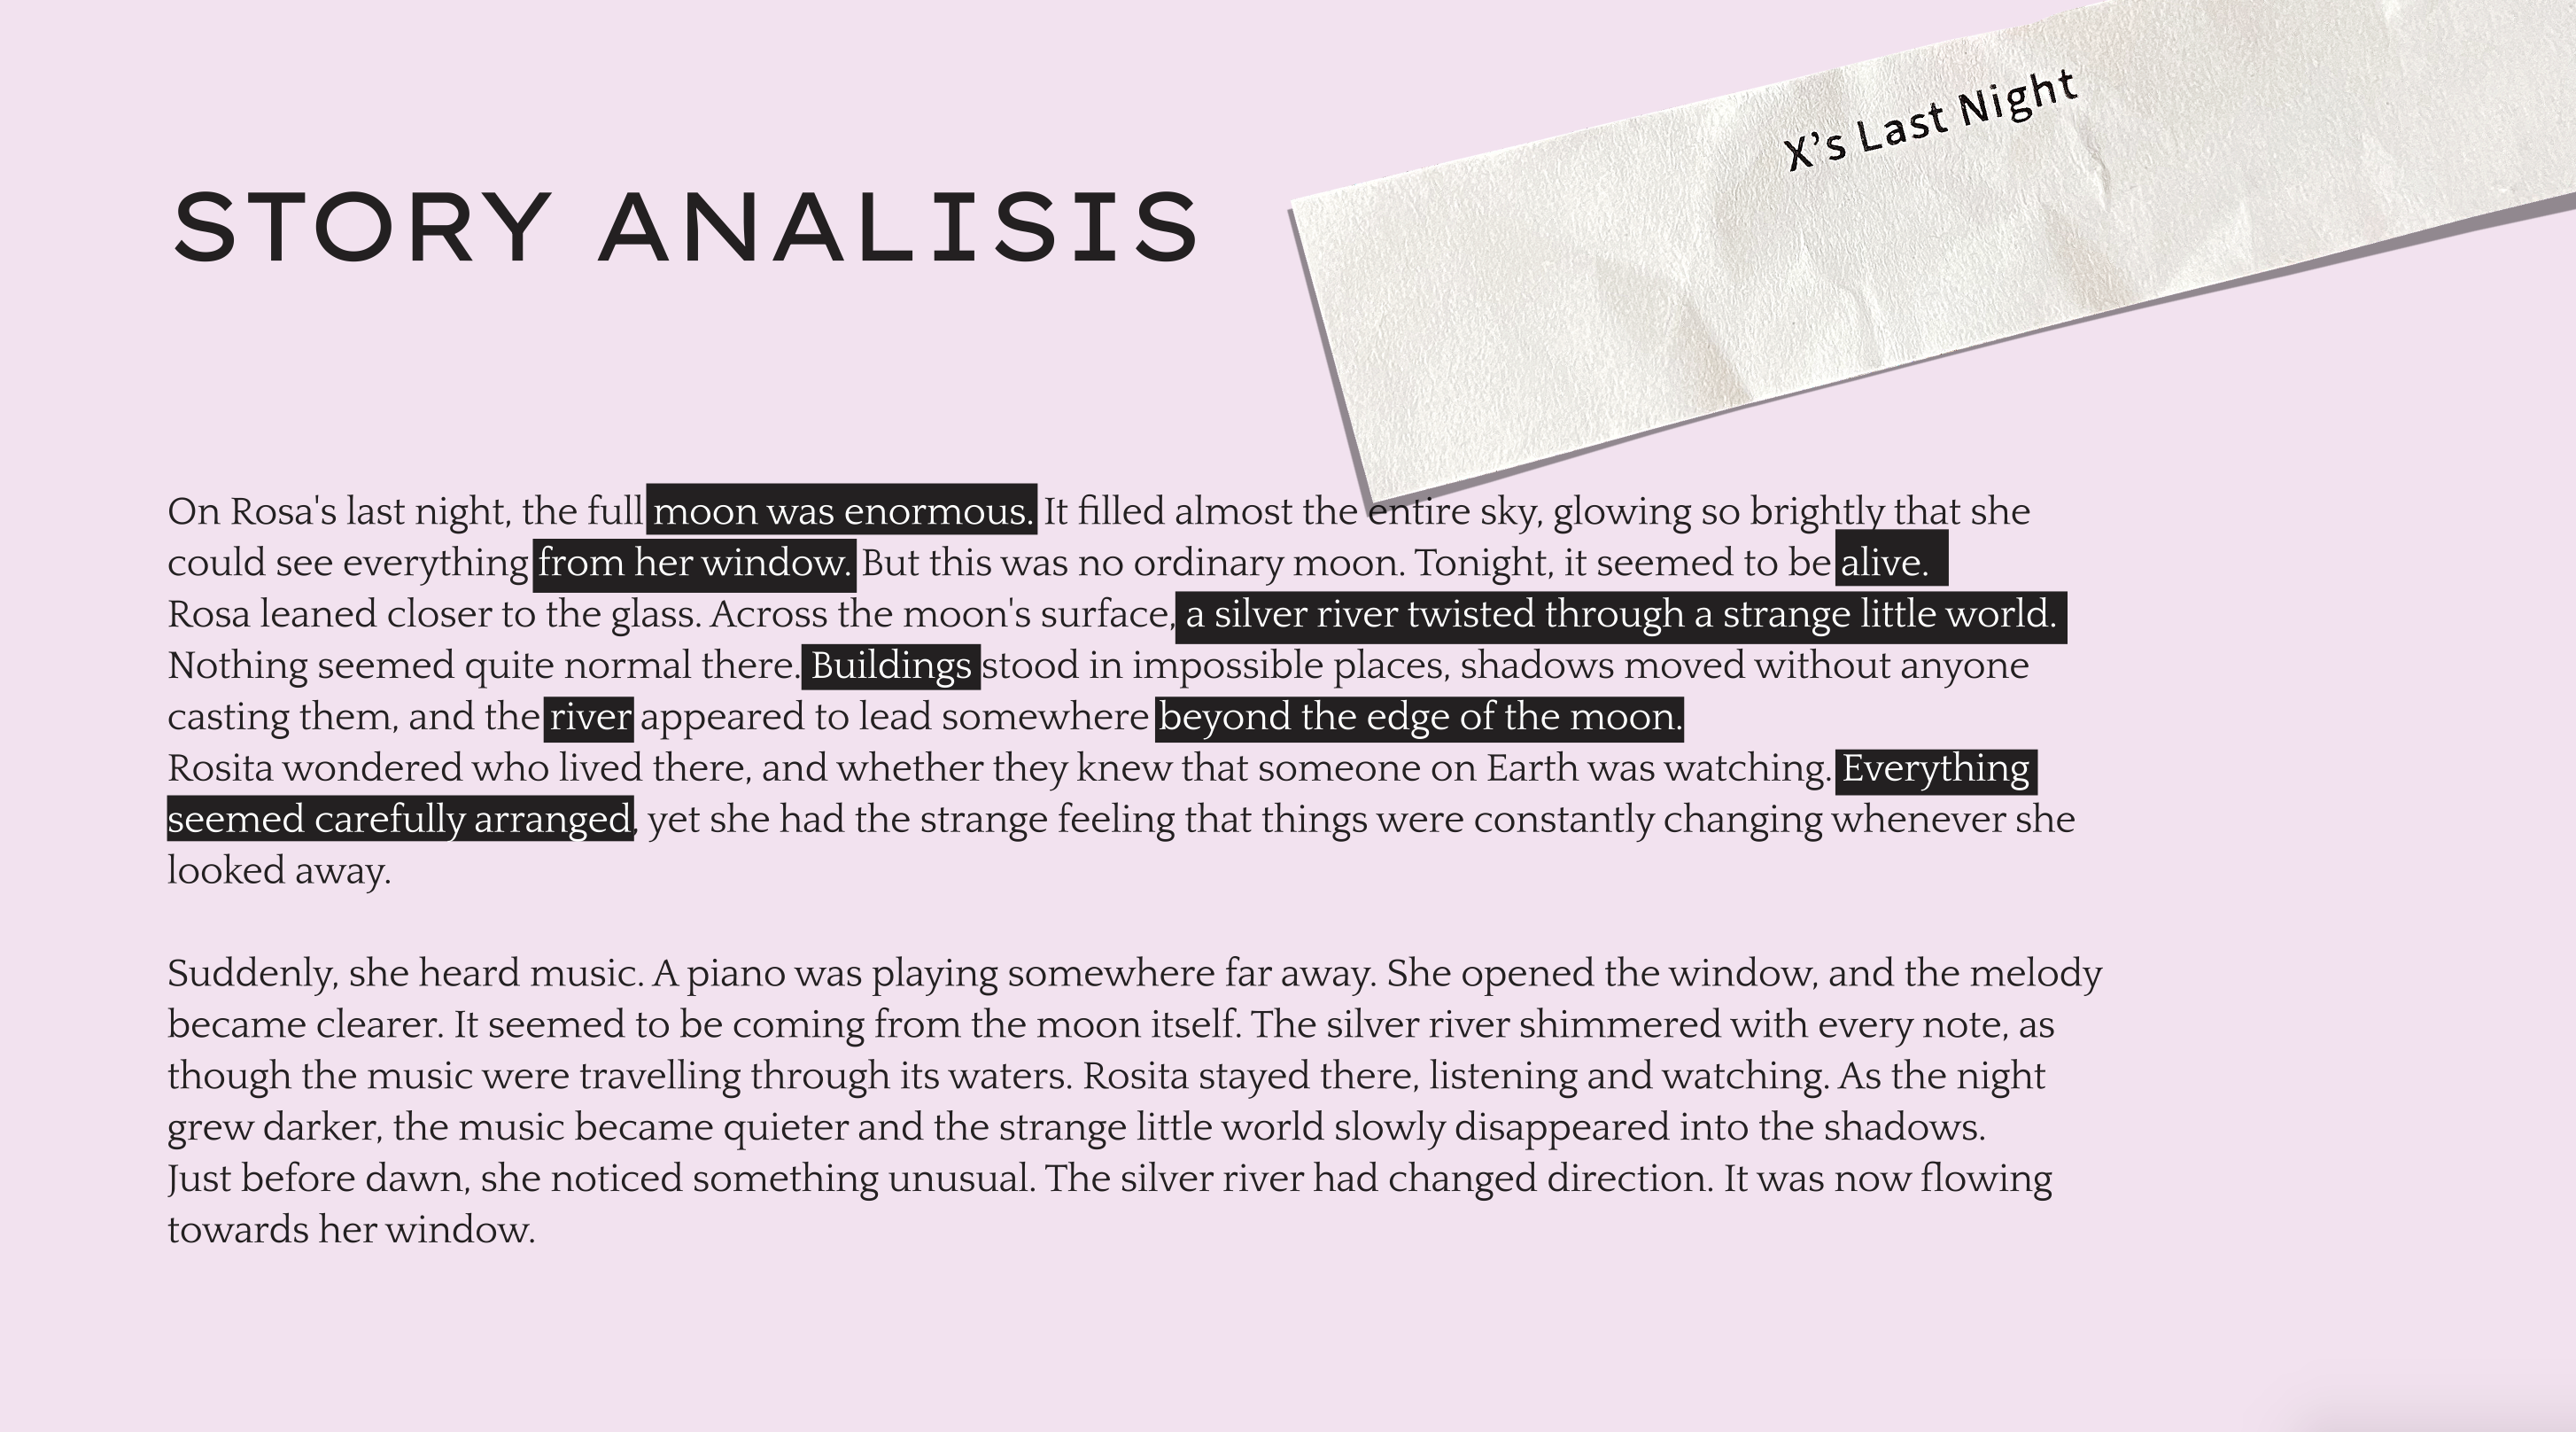 X’s Last Night
STORY ANALISIS
On Rosa's last night, the full moon was enormous. It filled almost the entire sky, glowing so brightly that she
could see everything from her window. But this was no ordinary moon. Tonight, it seemed to be alive.
Rosa leaned closer to the glass. Across the moon's surface, a silver river twisted through a strange little world.
Nothing seemed quite normal there. Buildings stood in impossible places, shadows moved without anyone
casting them, and the river appeared to lead somewhere beyond the edge of the moon.
Rosita wondered who lived there, and whether they knew that someone on Earth was watching. Everything
seemed carefully arranged, yet she had the strange feeling that things were constantly changing whenever she
looked away.
Suddenly, she heard music. A piano was playing somewhere far away. She opened the window, and the melody
became clearer. It seemed to be coming from the moon itself. The silver river shimmered with every note, as
though the music were travelling through its waters. Rosita stayed there, listening and watching. As the night
grew darker, the music became quieter and the strange little world slowly disappeared into the shadows.
Just before dawn, she noticed something unusual. The silver river had changed direction. It was now flowing
towards her window.